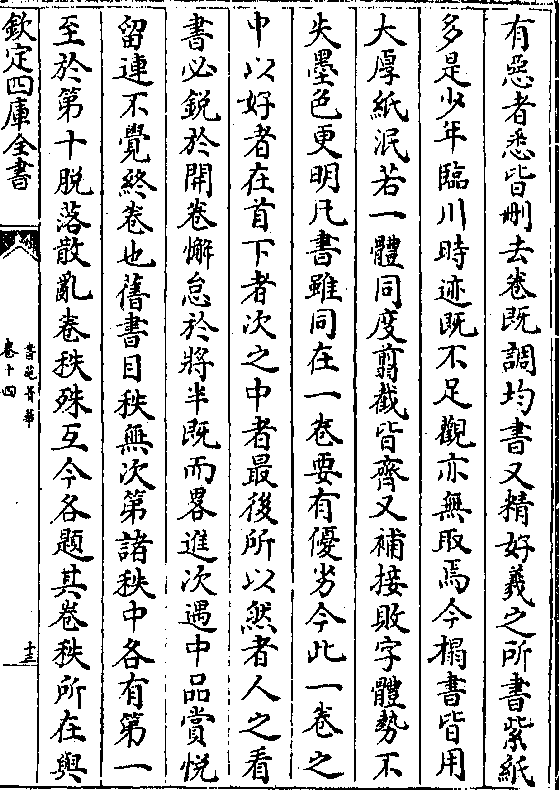 有惡者悉皆刪去卷既調均書又精好羲之所書紫紙
多是少年臨川時迹既不足觀亦無取焉今榻書皆用
大厚紙泯若一體同度剪截皆齊又補接敗字體勢不
失墨色更明凡書雖同在一卷要有優劣今此一卷之
中以好者在首下者次之中者最後所以然者人之看
書必銳於開卷懈怠於將半既而畧進次遇中品賞悅
留連不覺終卷也舊書目秩無次第諸秩中各有第一
至於第十脫落散亂卷秩殊互今各題其卷秩所在與
欽定四庫全書
書苑菁華
卷十四
十三